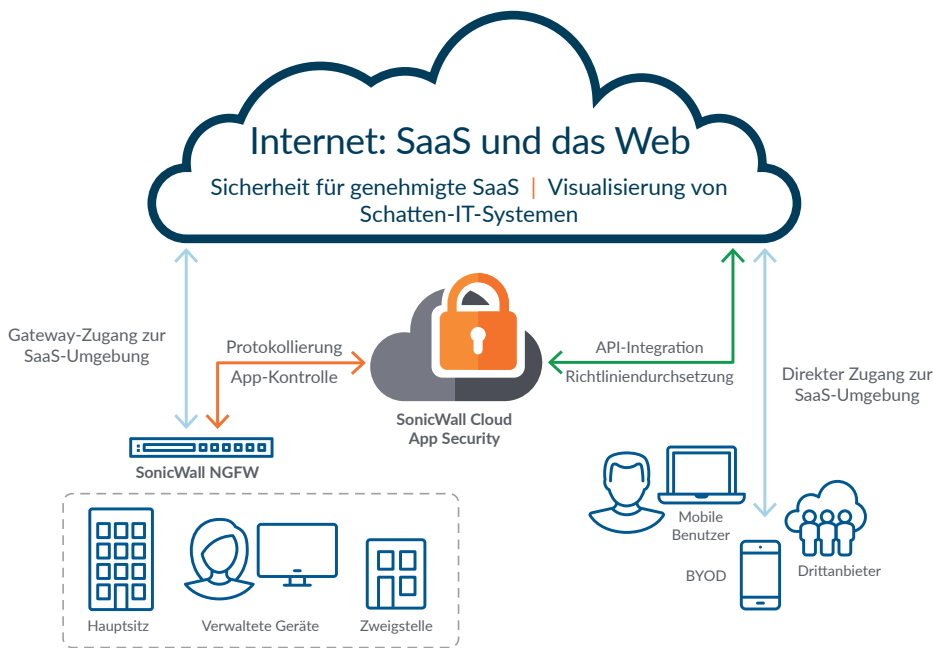 Internet: SaaS und das Web
Sicherheit für genehmigte SaaS | Visualisierung von
Schatten-IT-Systemen
Gateway-Zugang zur
SaaS-Umgebung
Protokollierung
App-Kontrolle
API-Integration
Richtliniendurchsetzung
Direkter Zugang zur
SaaS-Umgebung
SonicWall Cloud
App Security
SonicWall NGFW
Mobile
Benutzer
BYOD
Drittanbieter
Hauptsitz
Verwaltete Geräte
Zweigstelle